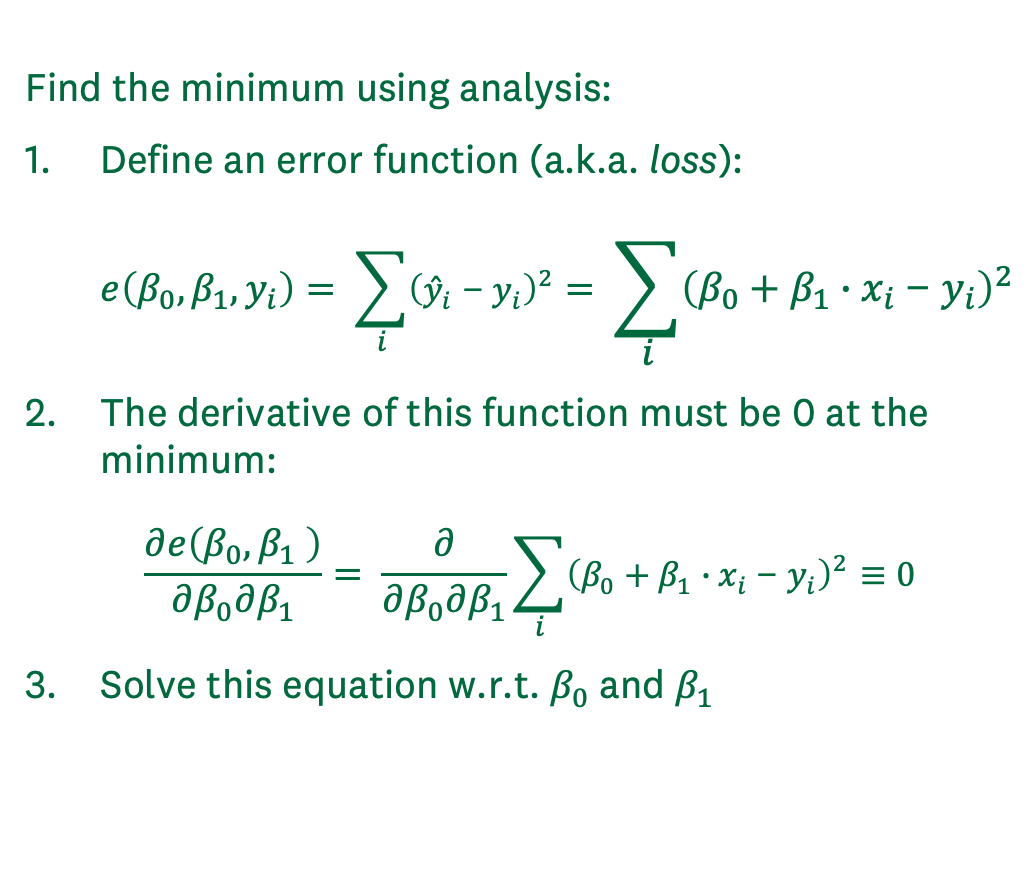 Find the minimum using analysis:
1. Define an error function (a.k.a. loss):
e(β₀, β₁, yᵢ) = ∑ᵢ (ŷᵢ − yᵢ)² = ∑ᵢ (β₀ + β₁ · xᵢ − yᵢ)²
2. The derivative of this function must be 0 at the
minimum:
∂e(β₀, β₁ ) / ∂β₀∂β₁ = ∂ / ∂β₀∂β₁ ∑ᵢ (β₀ + β₁ · xᵢ − yᵢ)² ≡ 0
3. Solve this equation w.r.t. β₀ and β₁